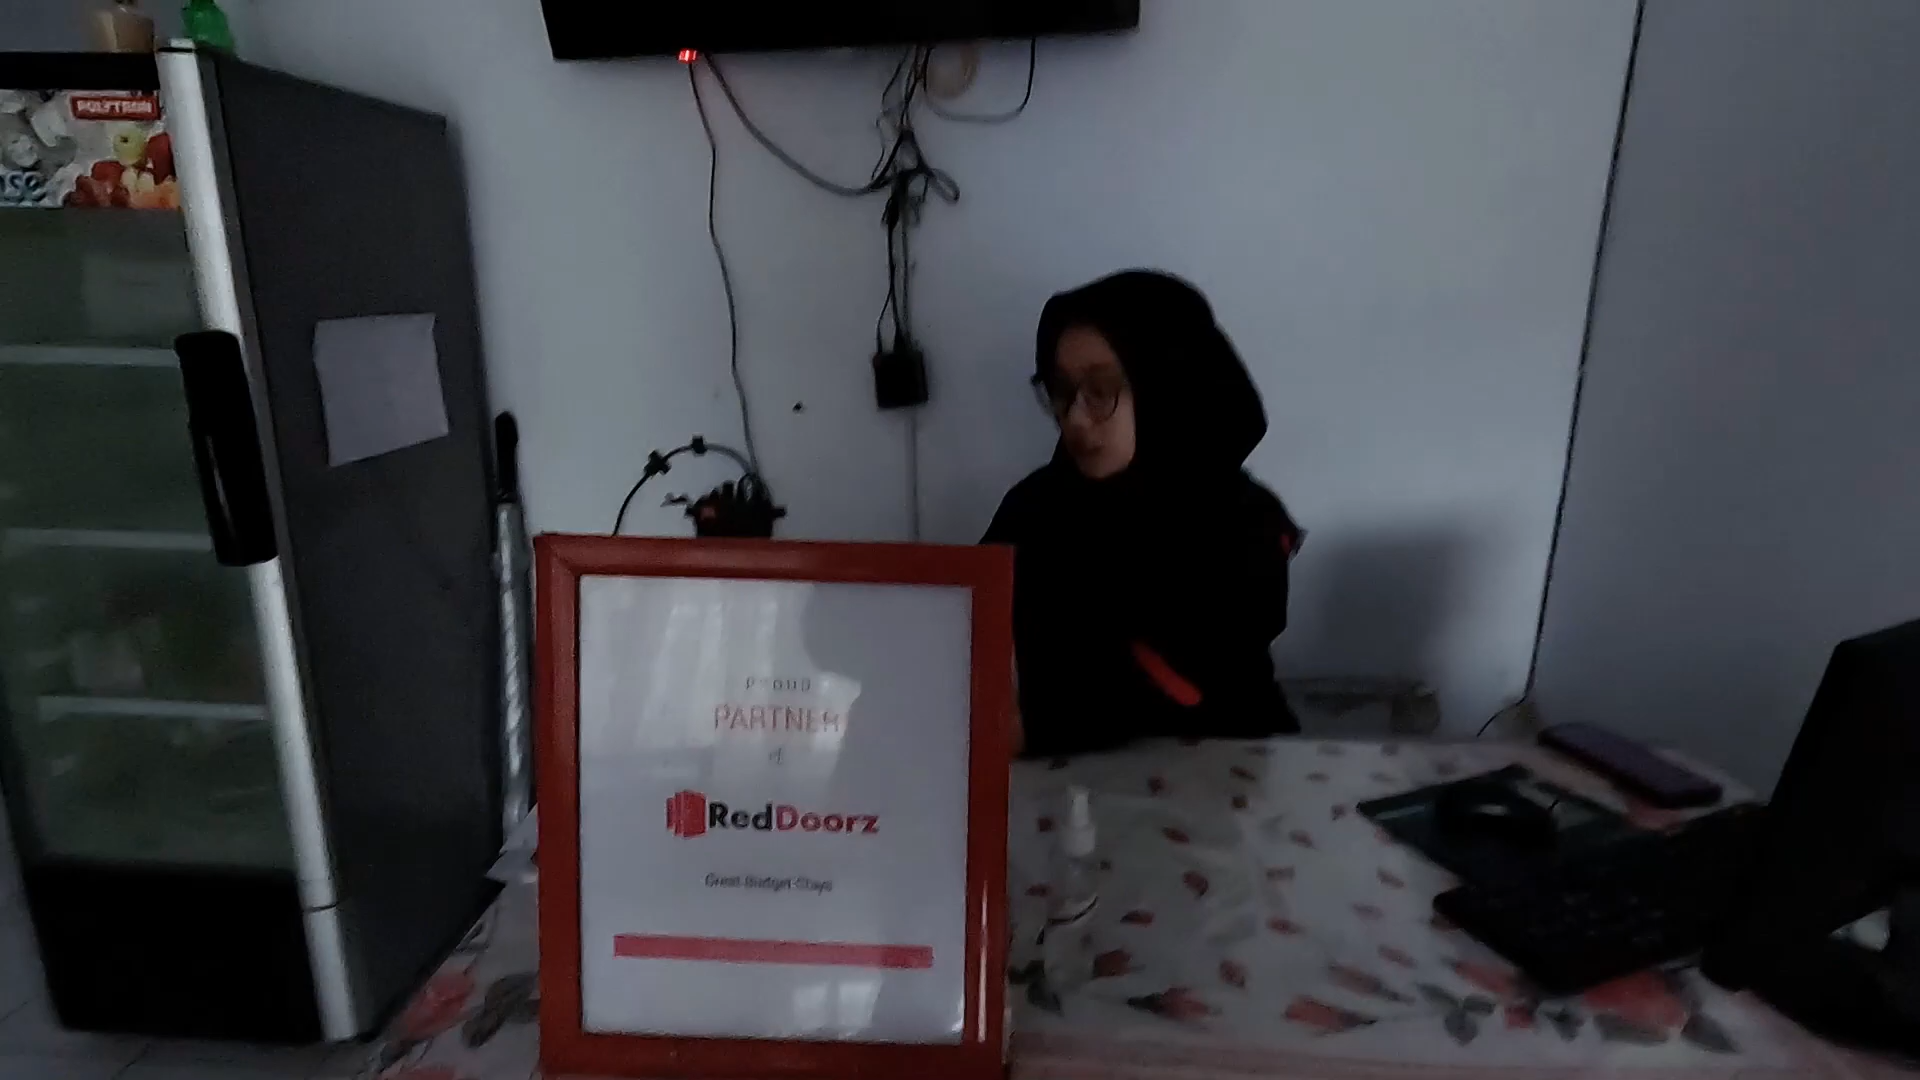 POLYTRON
PROUD
PARTNER
of
RedDoorz
Great Budget Stays